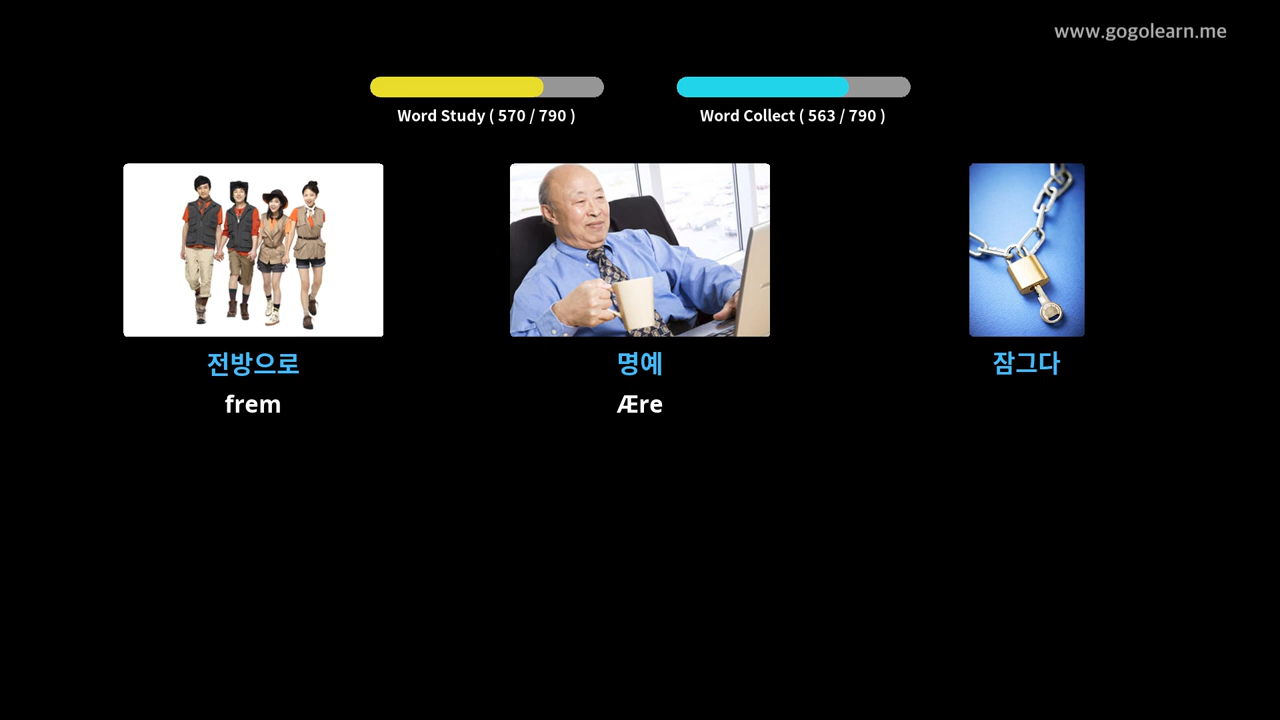 www.gogolearn.me
Word Study ( 570 / 790 )
Word Collect ( 563 / 790 )
전방으로
명예
잠그다
frem
Ære